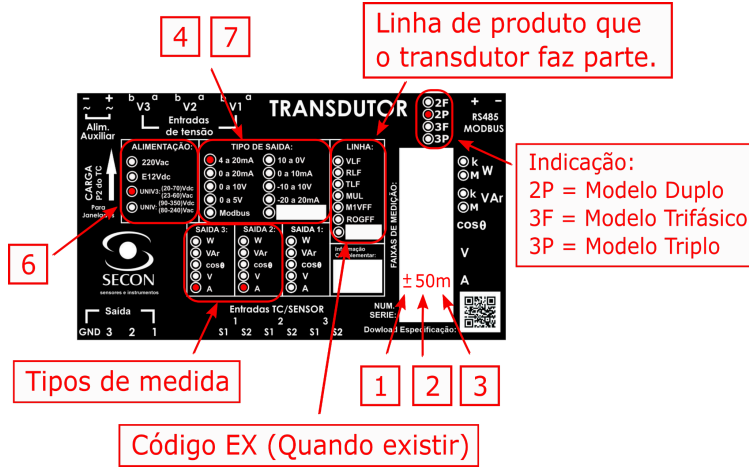 4 7
Linha de produto que
o transdutor faz parte.
~ ~
b a b a b a
V3 V2 V1
Alim.
Auxiliar
Entradas
de tensão
TRANSDUTOR
2F
2P
3F
3P
+ -
RS485
MODBUS
CARGA
P2 do TC
Para
Janelados
ALIMENTAÇÃO:
220Vac
E12Vdc
UNIV3: (20-70)Vdc
(23-60)Vac
UNIV: (90-350)Vdc
(80-240)Vac
TIPO DE SAIDA:
4 a 20mA 10 a 0V
0 a 20mA 0 a 10mA
0 a 10V -10 a 10V
0 a 5V -20 a 20mA
Modbus
LINHA:
VLF
RLF
TLF
MUL
M1VFF
ROGFF
FAIXAS DE MEDIÇÃO:
k
M
W
k
M
VAr
cosθ
V
A
Indicação:
2P = Modelo Duplo
3F = Modelo Trifásico
3P = Modelo Triplo
6
SECON
sensores e instrumentos
SAIDA 3: SAIDA 2: SAIDA 1:
W W W
VAr VAr VAr
cosθ cosθ cosθ
V V V
A A A
Informação
Complementar:
±50m
Saída
GND 3 2 1
Entradas TC/SENSOR
1 2 3
S1 S2 S1 S2 S1 S2
NUM.
SERIE:
Dowload Especificação:
Tipos de medida
1 2 3
Código EX (Quando existir)